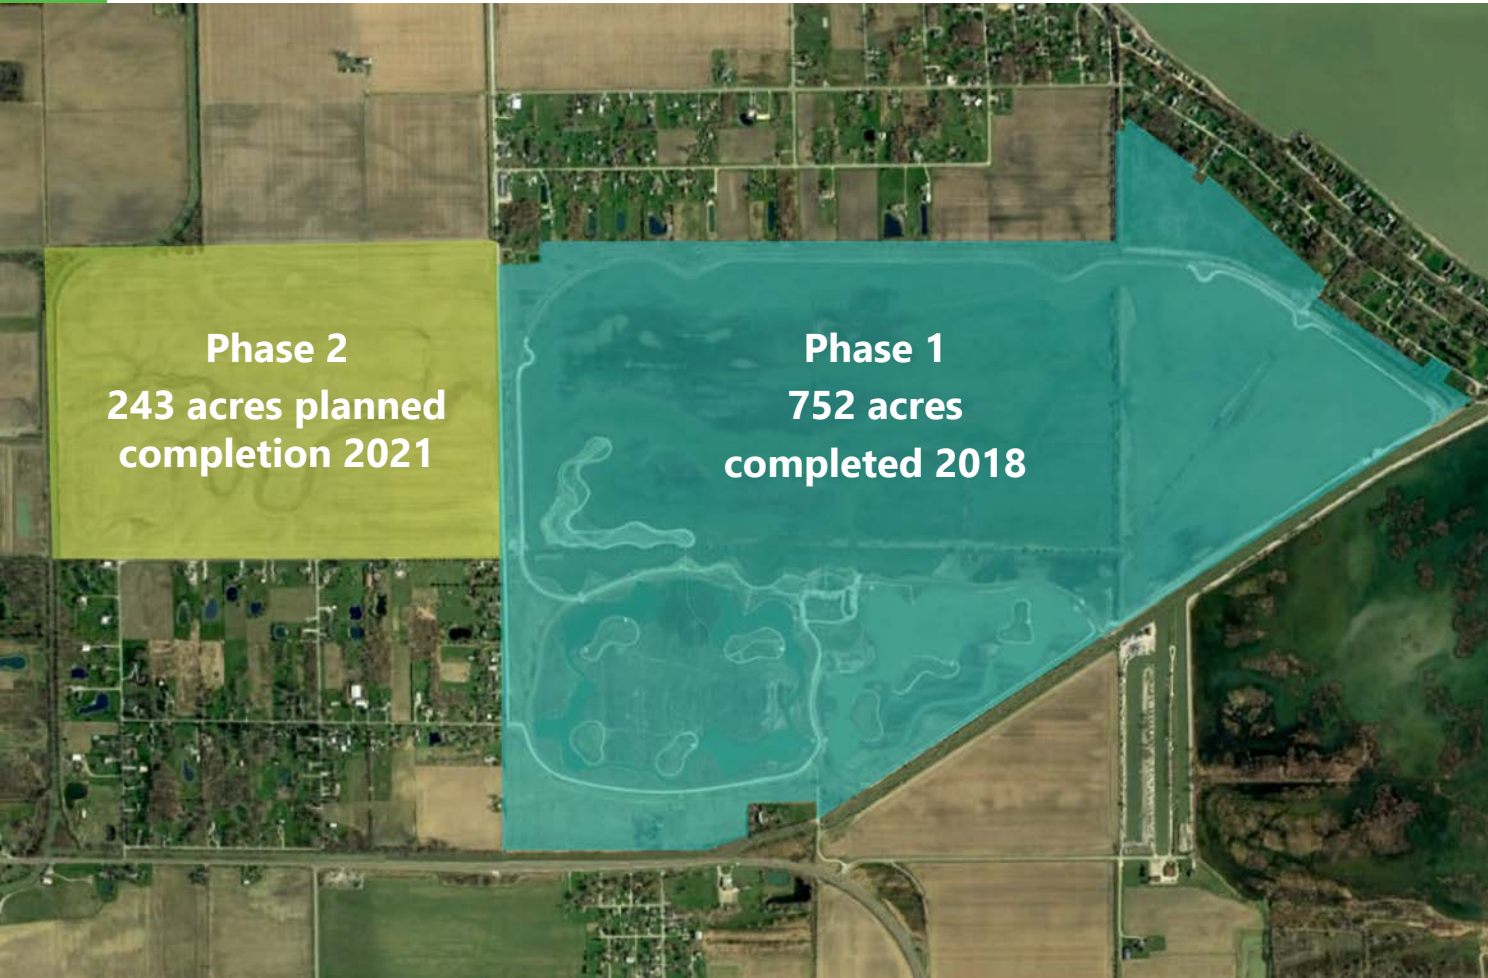 Phase 2
243 acres planned
completion 2021
Phase 1
752 acres
completed 2018